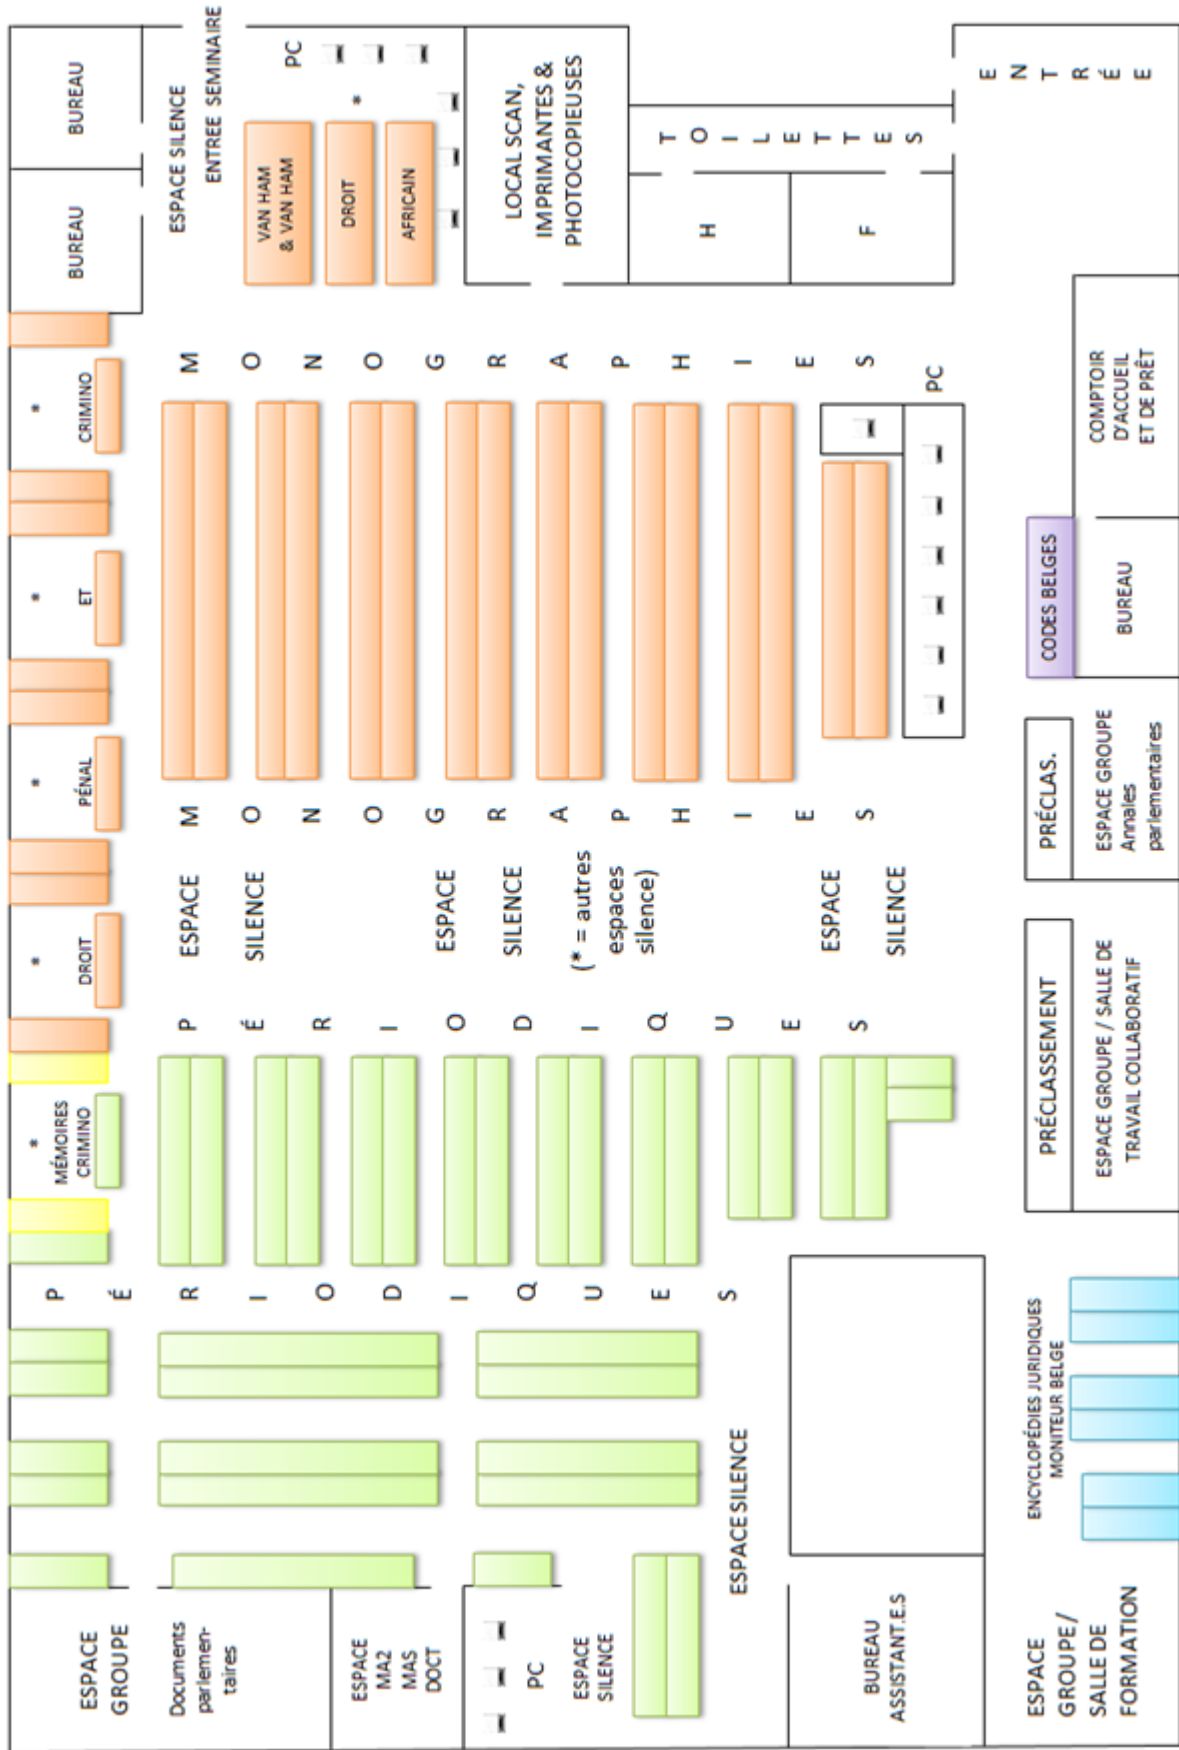 BUREAU
BUREAU
ESPACE SILENCE
ENTREE SEMINAIRE
PC
VAN HAM
& VAN HAM
DROIT
*
AFRICAIN
LOCAL SCAN,
IMPRIMANTES &
PHOTOCOPIEUSES
TOILETTES
H
F
ENTRÉE
*
CRIMINO
*
ET
*
PÉNAL
*
DROIT
*
MÉMOIRES
CRIMINO
MONOGRAPHIES
PC
COMPTOIR
D'ACCUEIL
ET DE PRÊT
CODES BELGES
BUREAU
MONOGRAPHIES
PRÉCLAS.
ESPACE GROUPE
Annales
parlementaires
ESPACE
SILENCE
ESPACE
SILENCE
(* = autres
espaces
silence)
ESPACE
SILENCE
PÉRIODIQUES
PRÉCLASSEMENT
ESPACE GROUPE / SALLE DE
TRAVAIL COLLABORATIF
PÉRIODIQUES
ENCYCLOPÉDIES JURIDIQUES
MONITEUR BELGE
ESPACE SILENCE
ESPACE
GROUPE
Documents
parlemen-
taires
ESPACE
MA2
MAS
DOCT
PC
ESPACE
SILENCE
BUREAU
ASSISTANT.E.S
ESPACE
GROUPE/
SALLE DE
FORMATION